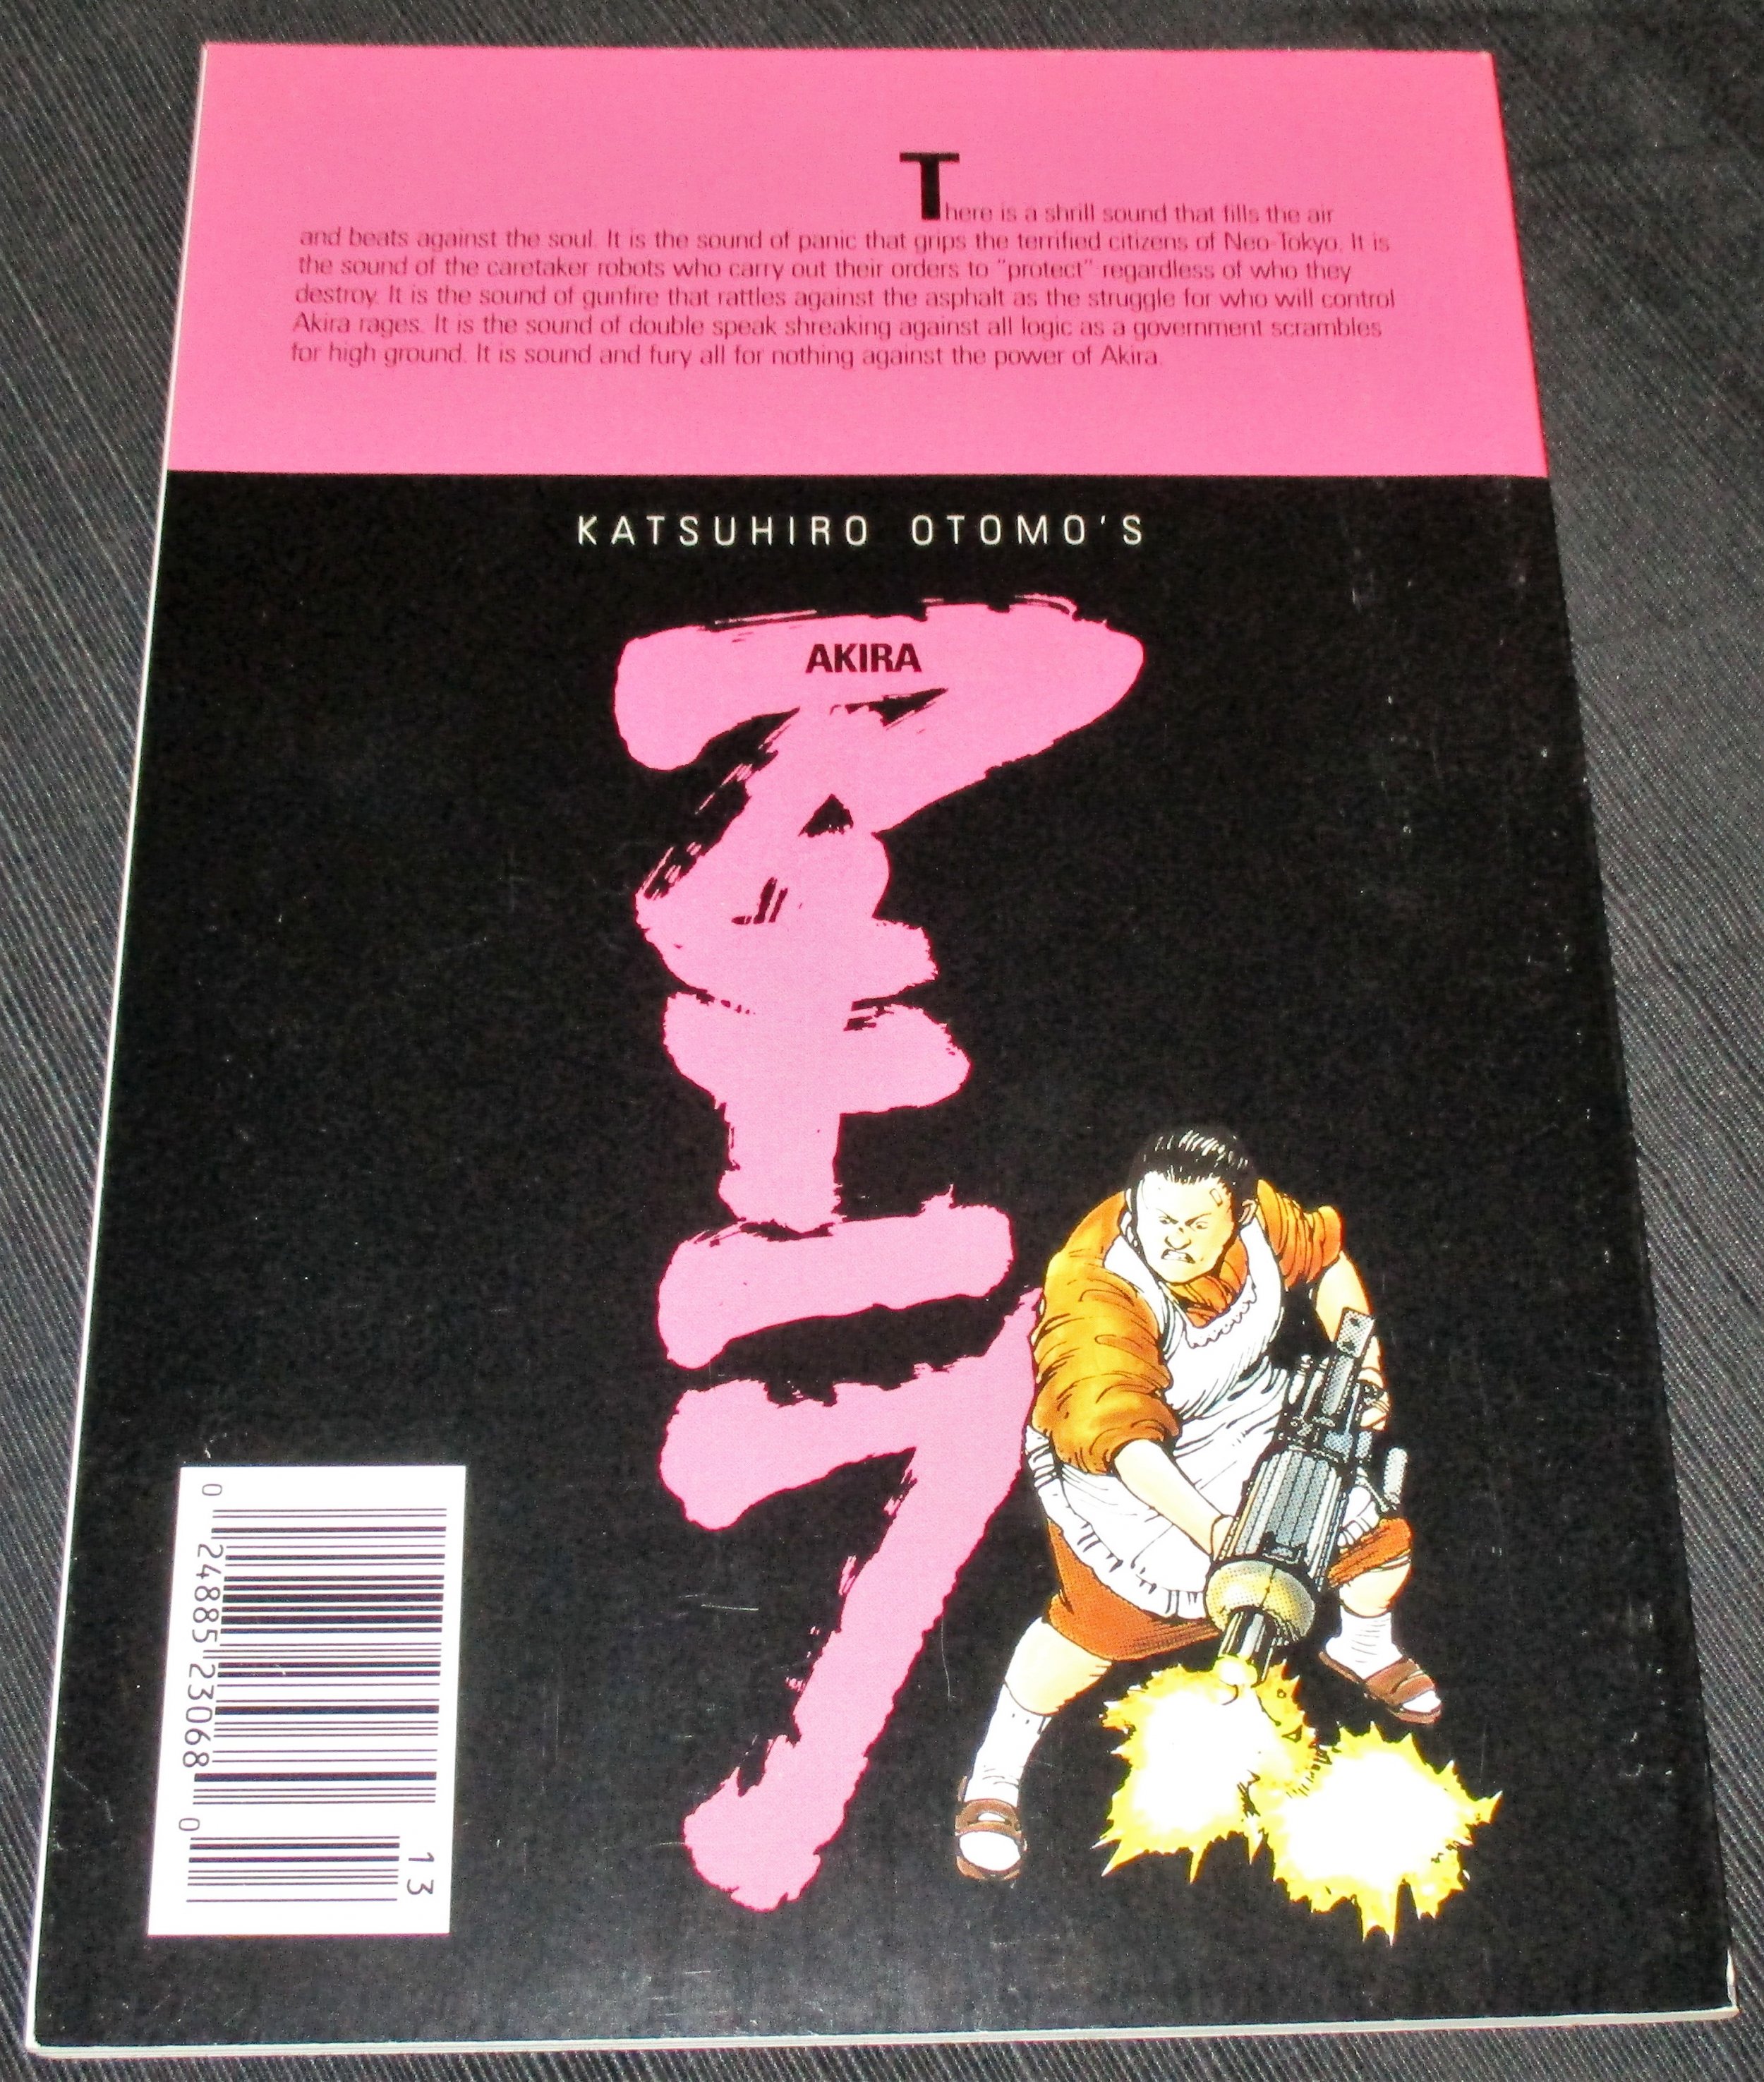 There is a shrill sound that fills the air
and beats against the soul. It is the sound of panic that grips the terrified citizens of Neo-Tokyo. It is
the sound of the caretaker robots who carry out their orders to "protect" regardless of who they
destroy. It is the sound of gunfire that rattles against the asphalt as the struggle for who will control
Akira rages. It is the sound of double speak shreaking against all logic as a government scrambles
for high ground. It is sound and fury all for nothing against the power of Akira.
KATSUHIRO OTOMO'S
AKIRA
アキラ
0 24885 23068 0
13